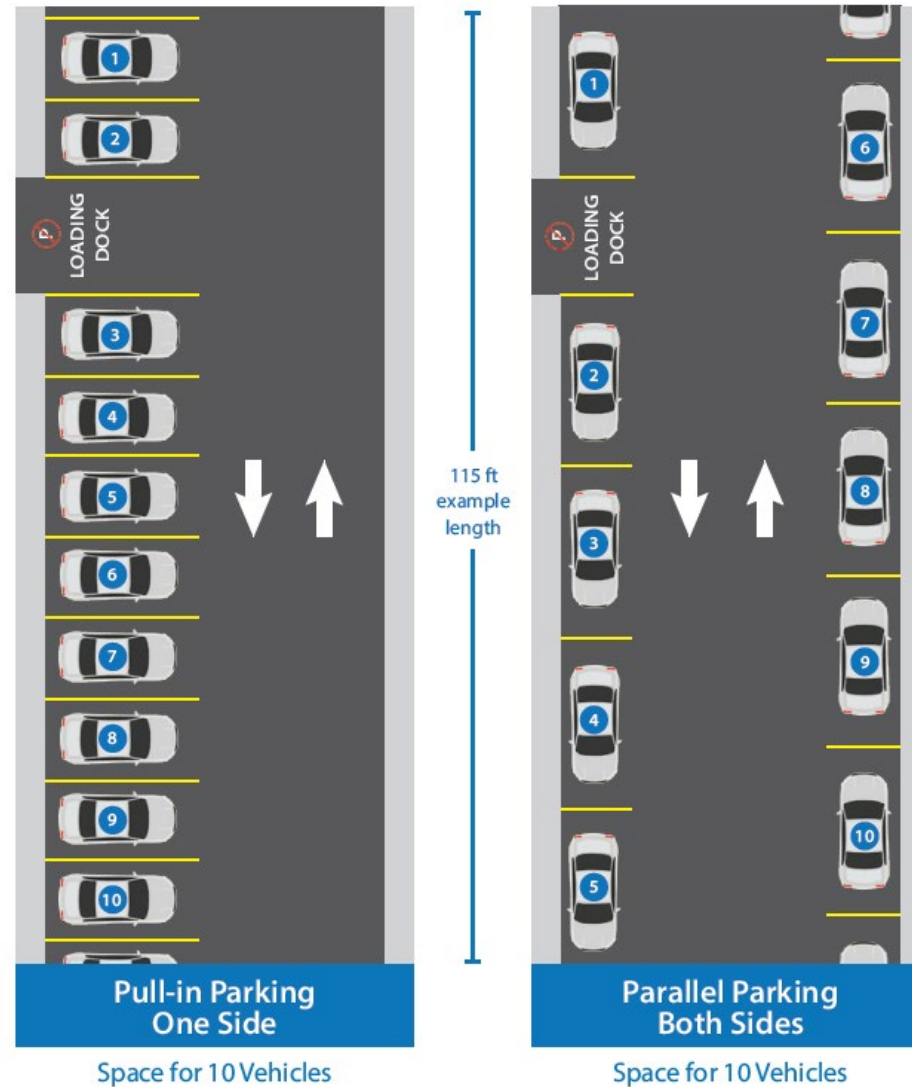 1
2
P
LOADING
DOCK
3
4
5
6
7
8
9
10
Pull-in Parking
One Side
Space for 10 Vehicles
115 ft
example
length
1
6
P
LOADING
DOCK
7
2
8
3
9
4
10
5
Parallel Parking
Both Sides
Space for 10 Vehicles